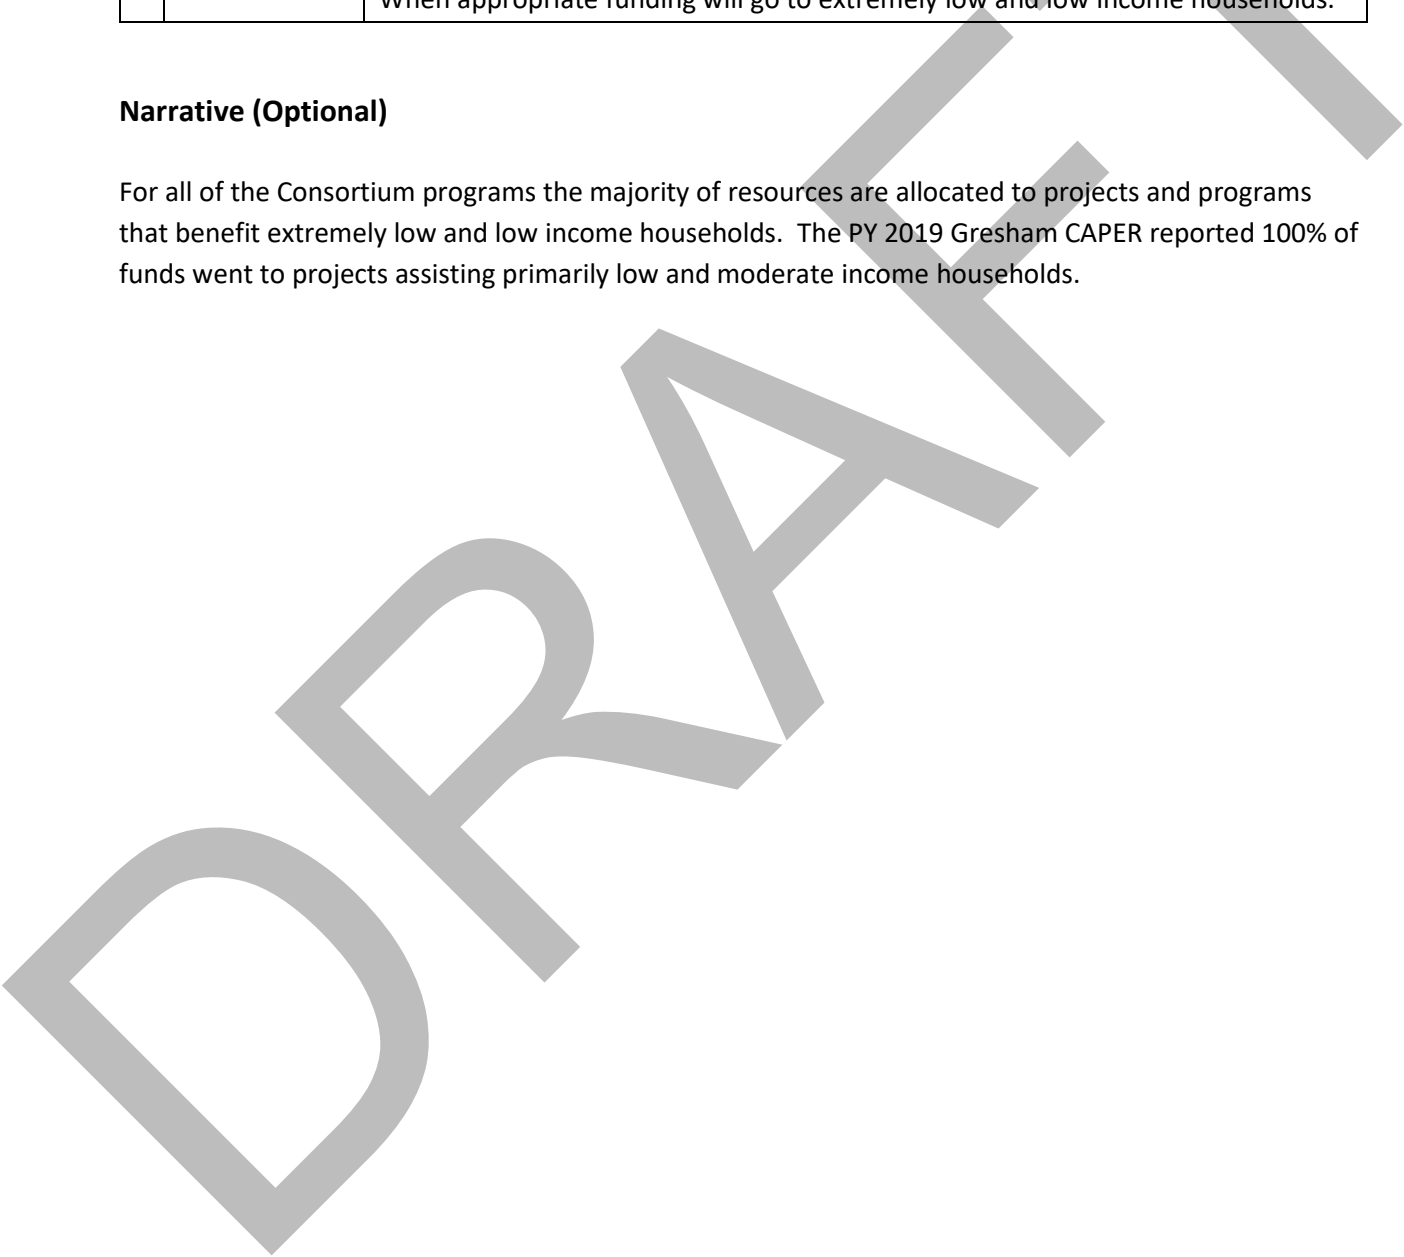 When appropriate funding will go to extremely low and low income households.
Narrative (Optional)
For all of the Consortium programs the majority of resources are allocated to projects and programs
that benefit extremely low and low income households.  The PY 2019 Gresham CAPER reported 100% of
funds went to projects assisting primarily low and moderate income households.
DRAFT